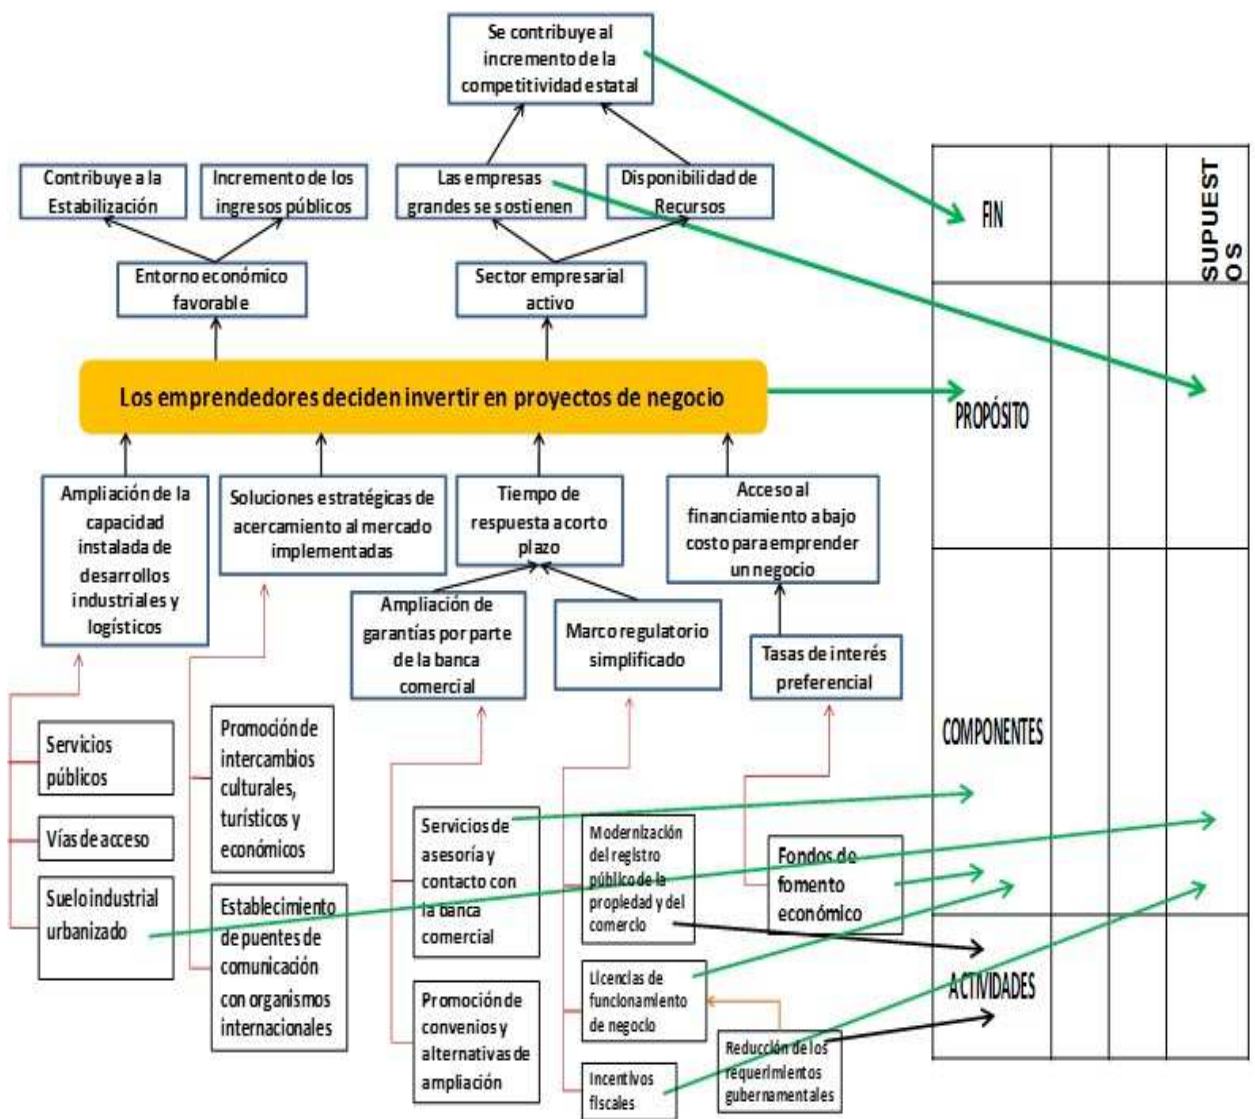 Se contribuye al
incremento de la
competitividad estatal
Contribuye a la
Estabilización
Incremento de los
ingresos públicos
Las empresas
grandes se sostienen
Disponibilidad de
Recursos
Entorno económico
favorable
Sector empresarial
activo
Los emprendedores deciden invertir en proyectos de negocio
Ampliación de la
capacidad
instalada de
desarrollos
industriales y
logísticos
Soluciones estratégicas de
acercamiento al mercado
implementadas
Tiempo de
respuesta a corto
plazo
Acceso al
financiamiento a bajo
costo para emprender
un negocio
Ampliación de
garantías por parte
de la banca
comercial
Marco regulatorio
simplificado
Tasas de interés
preferencial
Servicios
públicos
Vías de acceso
Suelo industrial
urbanizado
Promoción de
intercambios
culturales,
turísticos y
económicos
Establecimiento
de puentes de
comunicación
con organismos
internacionales
Servicios de
asesoría y
contacto con
la banca
comercial
Promoción de
convenios y
alternativas de
ampliación
Modernización
del registro
público de la
propiedad y del
comercio
Licencias de
funcionamiento
de negocio
Incentivos
fiscales
Fondos de
fomento
económico
Reducción de los
requerimientos
gubernamentales
FIN
SUPUEST
OS
PROPÓSITO
COMPONENTES
ACTIVIDADES